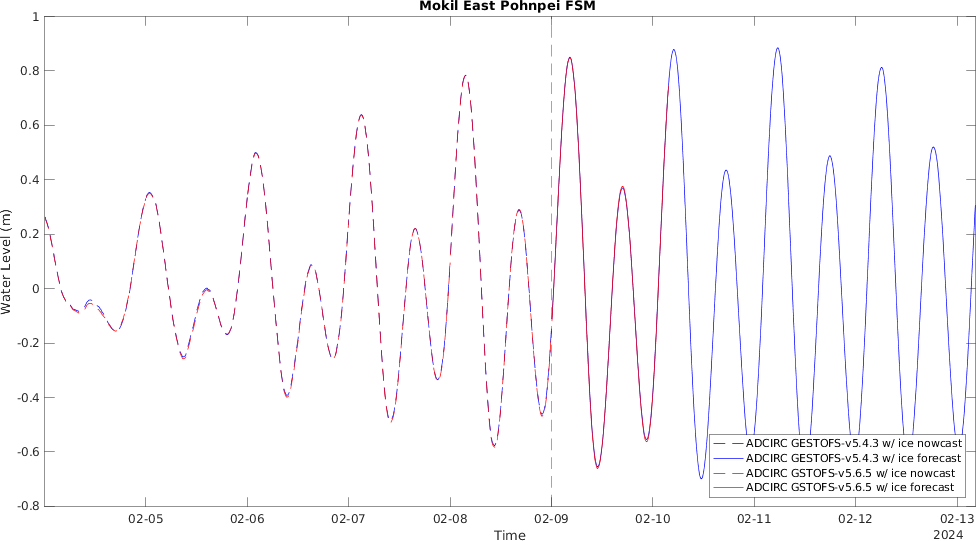 Mokil East Pohnpei FSM
1
0.8
0.6
0.4
0.2
0
-0.2
-0.4
-0.6
-0.8
Water Level (m)
02-05 02-06 02-07 02-08 02-09 02-10 02-11 02-12 02-13
Time
2024
ADCIRC GESTOFS-v5.4.3 w/ ice nowcast
ADCIRC GESTOFS-v5.4.3 w/ ice forecast
ADCIRC GSTOFS-v5.6.5 w/ ice nowcast
ADCIRC GSTOFS-v5.6.5 w/ ice forecast